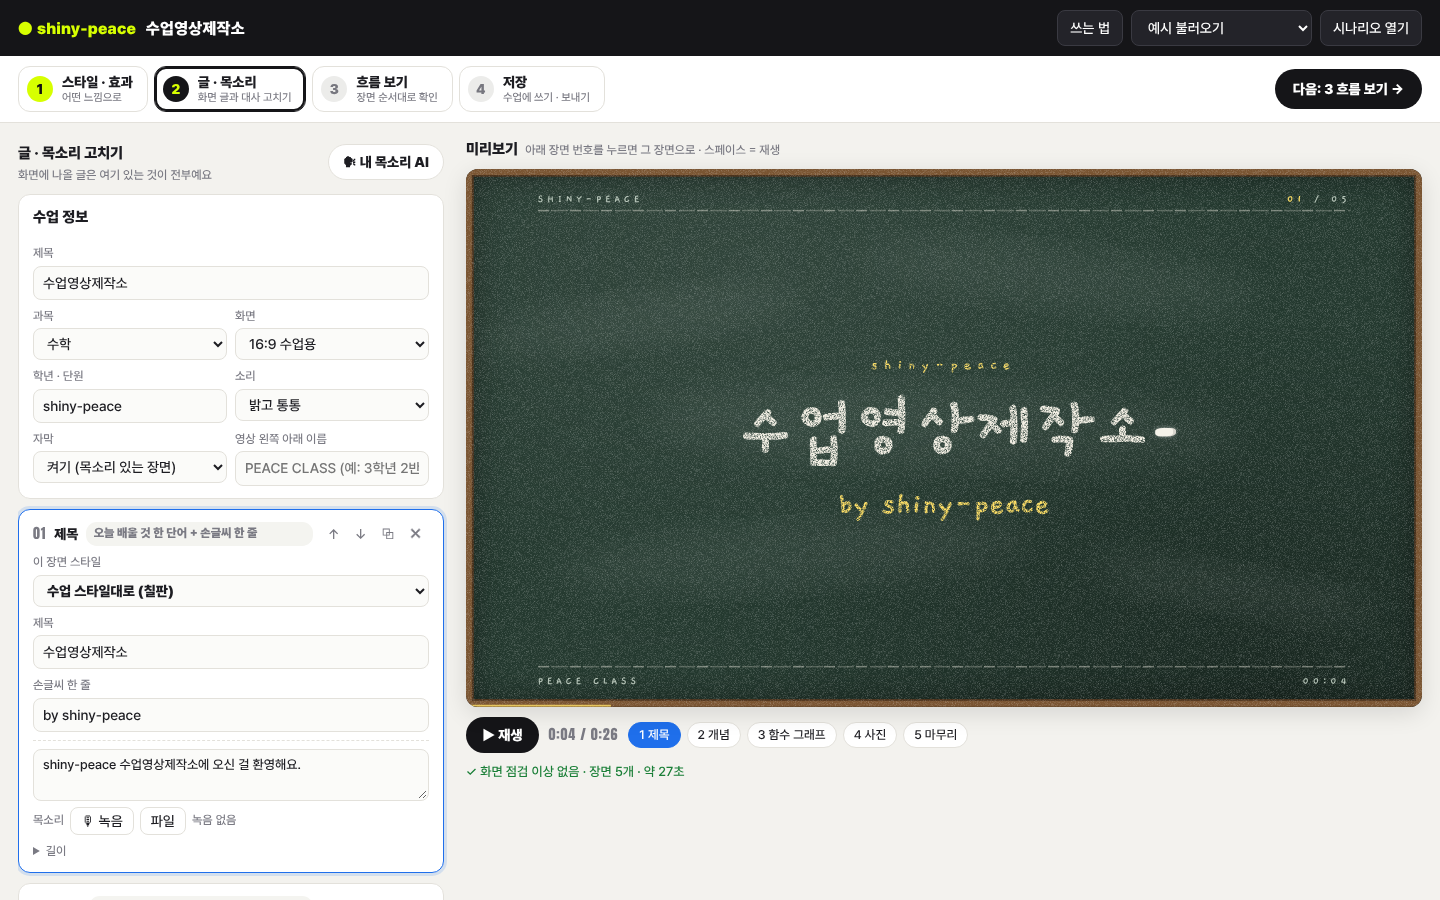 shiny-peace 수업영상제작소
쓰는 법
예시 불러오기
시나리오 열기
1 스타일 · 효과
어떤 느낌으로
2 글 · 목소리
화면 글과 대사 고치기
3 흐름 보기
장면 순서대로 확인
4 저장
수업에 쓰기 · 보내기
다음: 3 흐름 보기 →
글 · 목소리 고치기
화면에 나올 글은 여기 있는 것이 전부예요
🗣 내 목소리 AI
수업 정보
제목
수업영상제작소
과목
화면
수학
16:9 수업용
학년 · 단원
소리
shiny-peace
밝고 통통
자막
영상 왼쪽 아래 이름
켜기 (목소리 있는 장면)
PEACE CLASS (예: 3학년 2반
01 제목 오늘 배울 것 한 단어 + 손글씨 한 줄
이 장면 스타일
수업 스타일대로 (칠판)
제목
수업영상제작소
손글씨 한 줄
by shiny-peace
shiny-peace 수업영상제작소에 오신 걸 환영해요.
목소리 🎙 녹음 파일 녹음 없음
▶ 길이
미리보기 아래 장면 번호를 누르면 그 장면으로 · 스페이스 = 재생
SHINY-PEACE
01 / 05
shiny-peace
수업영상제작소
by shiny-peace
PEACE CLASS
00:04
▶ 재생 0:04 / 0:26 1 제목 2 개념 3 함수 그래프 4 사진 5 마무리
✓ 화면 점검 이상 없음 · 장면 5개 · 약 27초